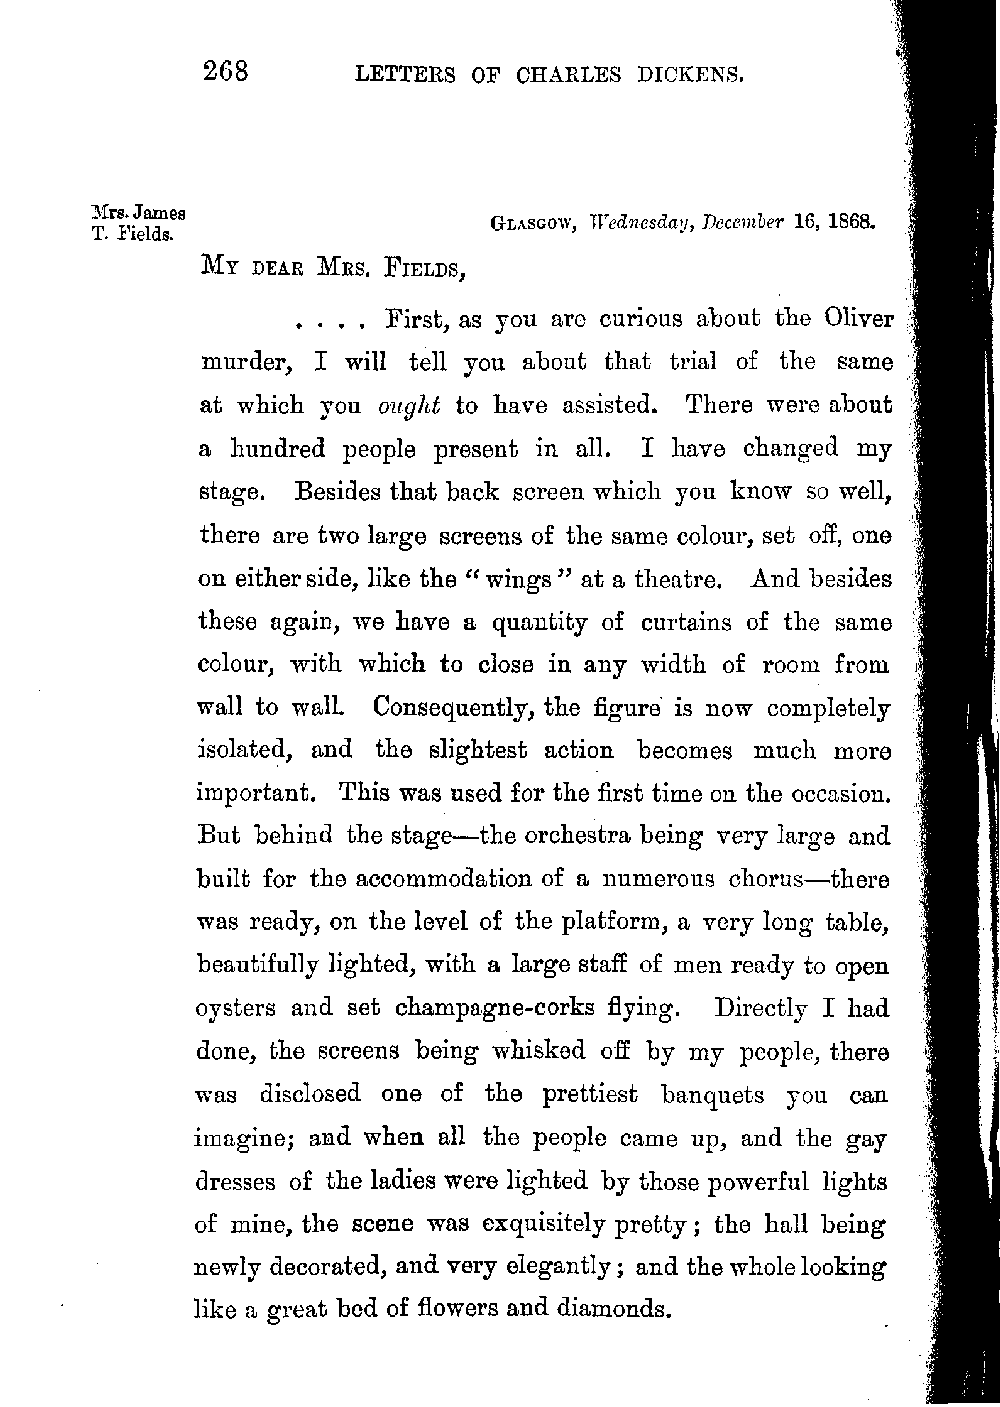 268 LETTERS OF CHARLES DICKENS.
Mrs. James
T. Fields.
GLASGOW, Wednesday, December 16, 1868.
MY DEAR MRS. FIELDS,
. . . . First, as you are curious about the Oliver
murder, I will tell you about that trial of the same
at which you ought to have assisted. There were about
a hundred people present in all. I have changed my
stage. Besides that back screen which you know so well,
there are two large screens of the same colour, set off, one
on either side, like the “wings” at a theatre. And besides
these again, we have a quantity of curtains of the same
colour, with which to close in any width of room from
wall to wall. Consequently, the figure is now completely
isolated, and the slightest action becomes much more
important. This was used for the first time on the occasion.
But behind the stage—the orchestra being very large and
built for the accommodation of a numerous chorus—there
was ready, on the level of the platform, a very long table,
beautifully lighted, with a large staff of men ready to open
oysters and set champagne-corks flying. Directly I had
done, the screens being whisked off by my people, there
was disclosed one of the prettiest banquets you can
imagine; and when all the people came up, and the gay
dresses of the ladies were lighted by those powerful lights
of mine, the scene was exquisitely pretty; the hall being
newly decorated, and very elegantly; and the whole looking
like a great bed of flowers and diamonds.